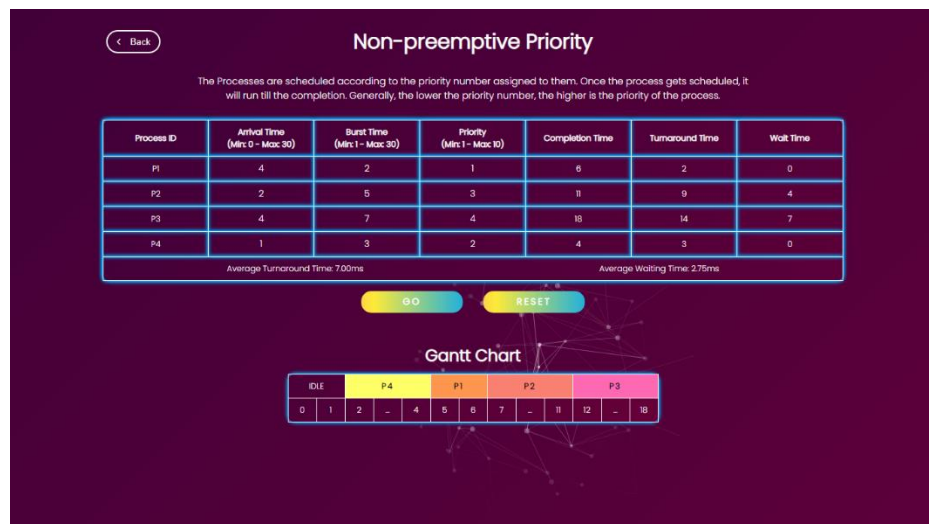 < Back
Non-preemptive Priority
The Processes are scheduled according to the priority number assigned to them. Once the process gets scheduled, it
will run till the completion. Generally, the lower the priority number, the higher is the priority of the process.
Process ID Arrival Time (Min: 0 - Max: 30) Burst Time (Min: 1 - Max: 30) Priority (Min: 1 - Max: 10) Completion Time Turnaround Time Wait Time
P1 4 2 1 6 2 0
P2 2 5 3 11 9 4
P3 4 7 4 18 14 7
P4 1 3 2 4 3 0
Average Turnaround Time: 7.00ms Average Waiting Time: 2.75ms
GO RESET
Gantt Chart
IDLE P4 P1 P2 P3
0 1 2 _ 4 5 6 7 _ 11 12 _ 18